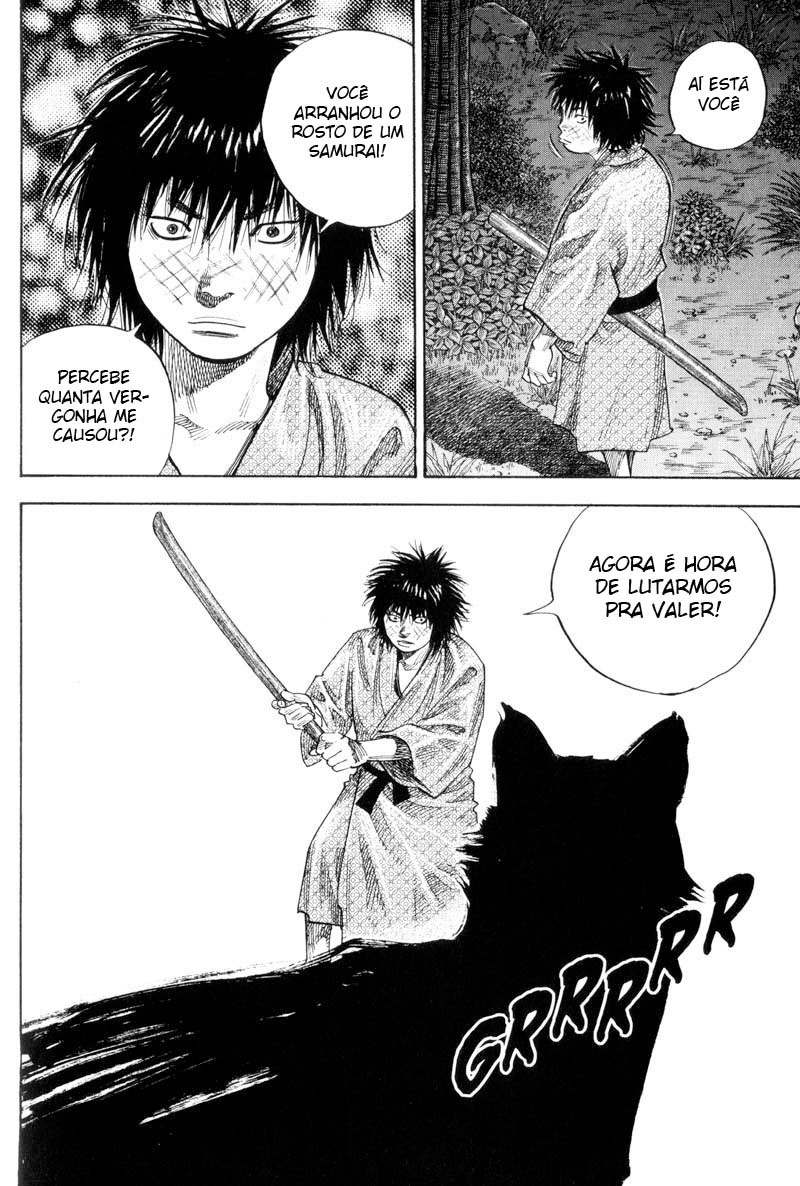 AÍ ESTÁ
VOCÊ
VOCÊ
ARRANHOU O
ROSTO DE UM
SAMURAI!
PERCEBE
QUANTA VER-
GONHA ME
CAUSOU?!
AGORA É HORA
DE LUTARMOS
PRA VALER!
GRRRRR